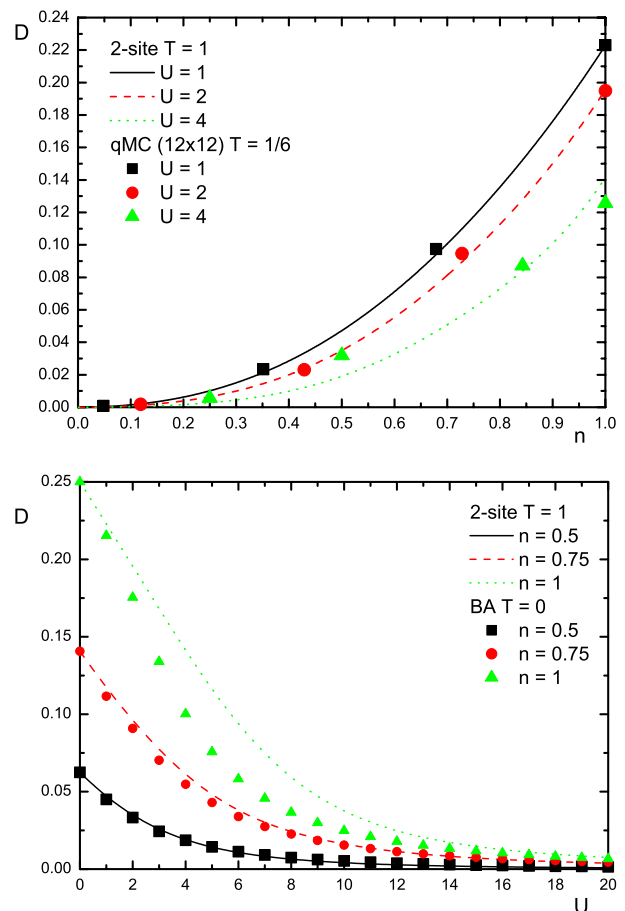 D
0.24
0.22
0.20
0.18
0.16
0.14
0.12
0.10
0.08
0.06
0.04
0.02
0.00
2-site T = 1
U = 1
U = 2
U = 4
qMC (12x12) T = 1/6
U = 1
U = 2
U = 4
0.0 0.1 0.2 0.3 0.4 0.5 0.6 0.7 0.8 0.9 1.0
n
D
0.25
0.20
0.15
0.10
0.05
0.00
2-site T = 1
n = 0.5
n = 0.75
n = 1
BA T = 0
n = 0.5
n = 0.75
n = 1
0 2 4 6 8 10 12 14 16 18 20
U